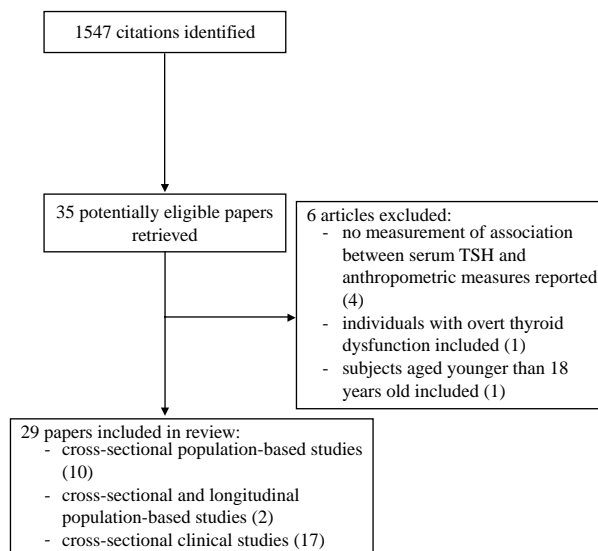 1547 citations identified
35 potentially eligible papers
retrieved
6 articles excluded:
- no measurement of association
between serum TSH and
anthropometric measures reported
(4)
- individuals with overt thyroid
dysfunction included (1)
- subjects aged younger than 18
years old included (1)
29 papers included in review:
- cross-sectional population-based studies
(10)
- cross-sectional and longitudinal
population-based studies (2)
- cross-sectional clinical studies (17)